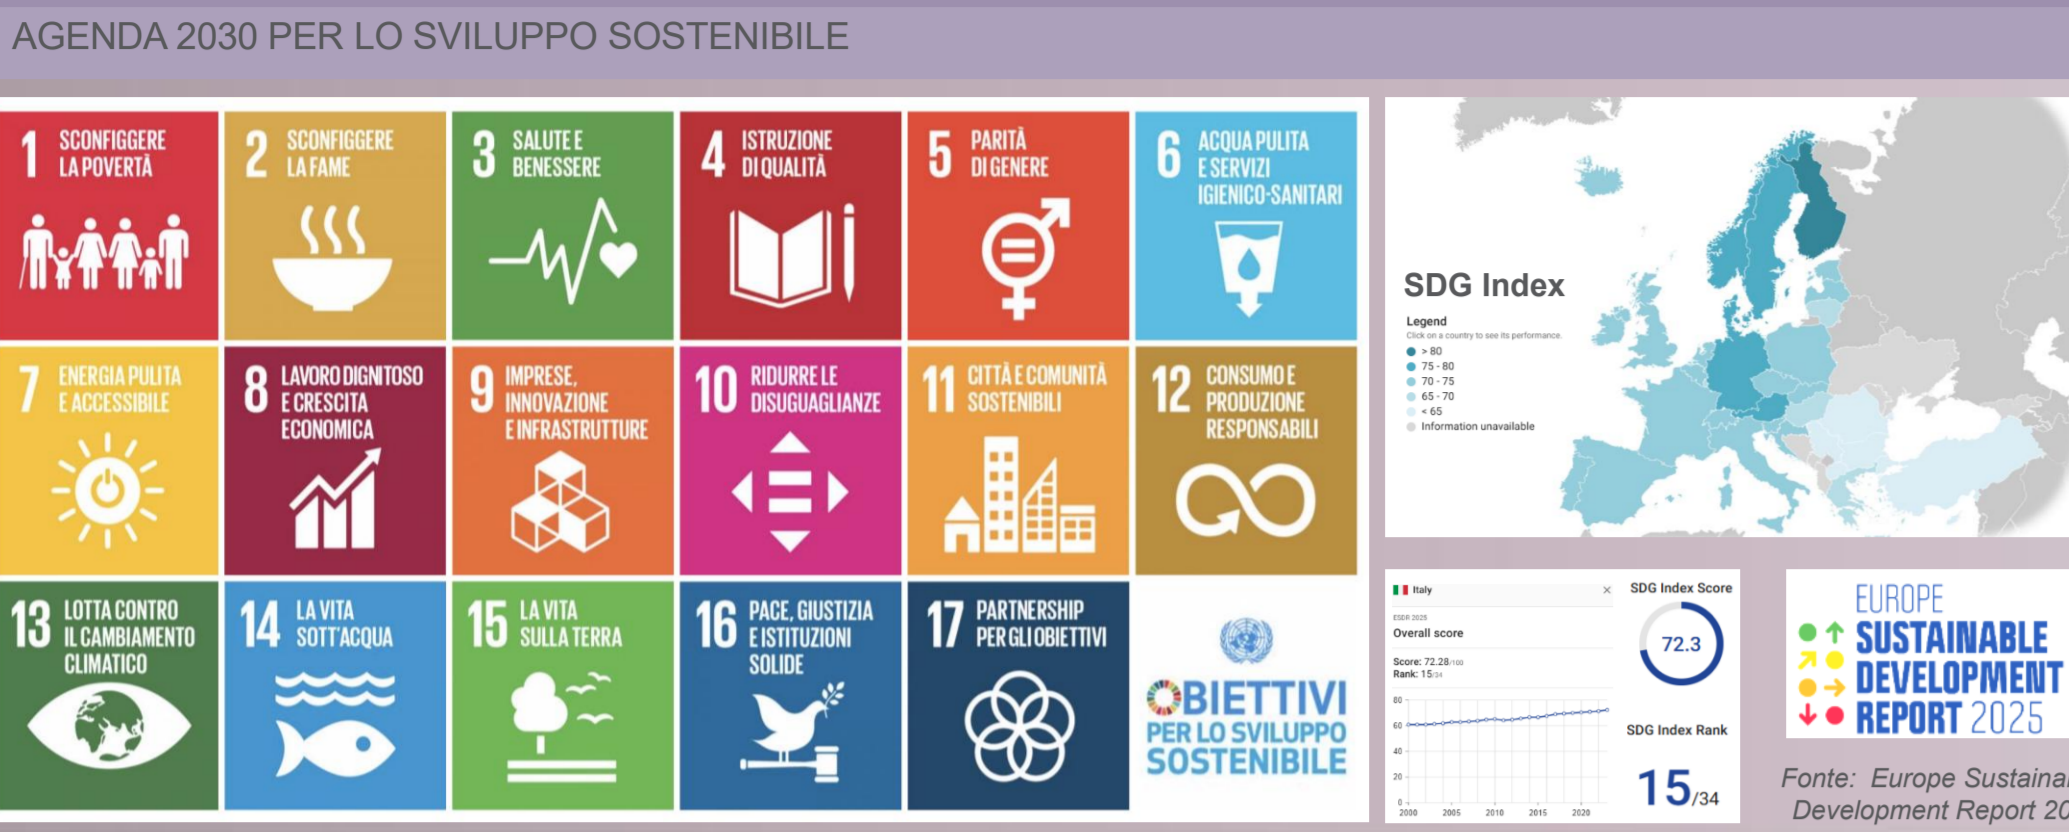 AGENDA 2030 PER LO SVILUPPO SOSTENIBILE
1 SCONFIGGERE
LA POVERTÀ
2 SCONFIGGERE
LA FAME
3 SALUTE E
BENESSERE
4 ISTRUZIONE
DI QUALITÀ
5 PARITÀ
DI GENERE
6 ACQUA PULITA
E SERVIZI
IGIENICO-SANITARI
7 ENERGIA PULITA
E ACCESSIBILE
8 LAVORO DIGNITOSO
E CRESCITA
ECONOMICA
9 IMPRESE,
INNOVAZIONE
E INFRASTRUTTURE
10 RIDURRE LE
DISUGUAGLIANZE
11 CITTÀ E COMUNITÀ
SOSTENIBILI
12 CONSUMO E
PRODUZIONE
RESPONSABILI
13 LOTTA CONTRO
IL CAMBIAMENTO
CLIMATICO
14 LA VITA
SOTT'ACQUA
15 LA VITA
SULLA TERRA
16 PACE, GIUSTIZIA
E ISTITUZIONI
SOLIDE
17 PARTNERSHIP
PER GLI OBIETTIVI
OBIETTIVI
PER LO SVILUPPO
SOSTENIBILE
SDG Index
Legend
Click on a country to see its performance.
> 80
75 - 80
70 - 75
65 - 70
< 65
Information unavailable
Italy
ESDR 2025
Overall score
Score: 72.28/100
Rank: 15/34
80
60
40
20
0
2000 2005 2010 2015 2020
SDG Index Score
72.3
SDG Index Rank
15/34
EUROPE
SUSTAINABLE
DEVELOPMENT
REPORT 2025
Fonte: Europe Sustaina
Development Report 20